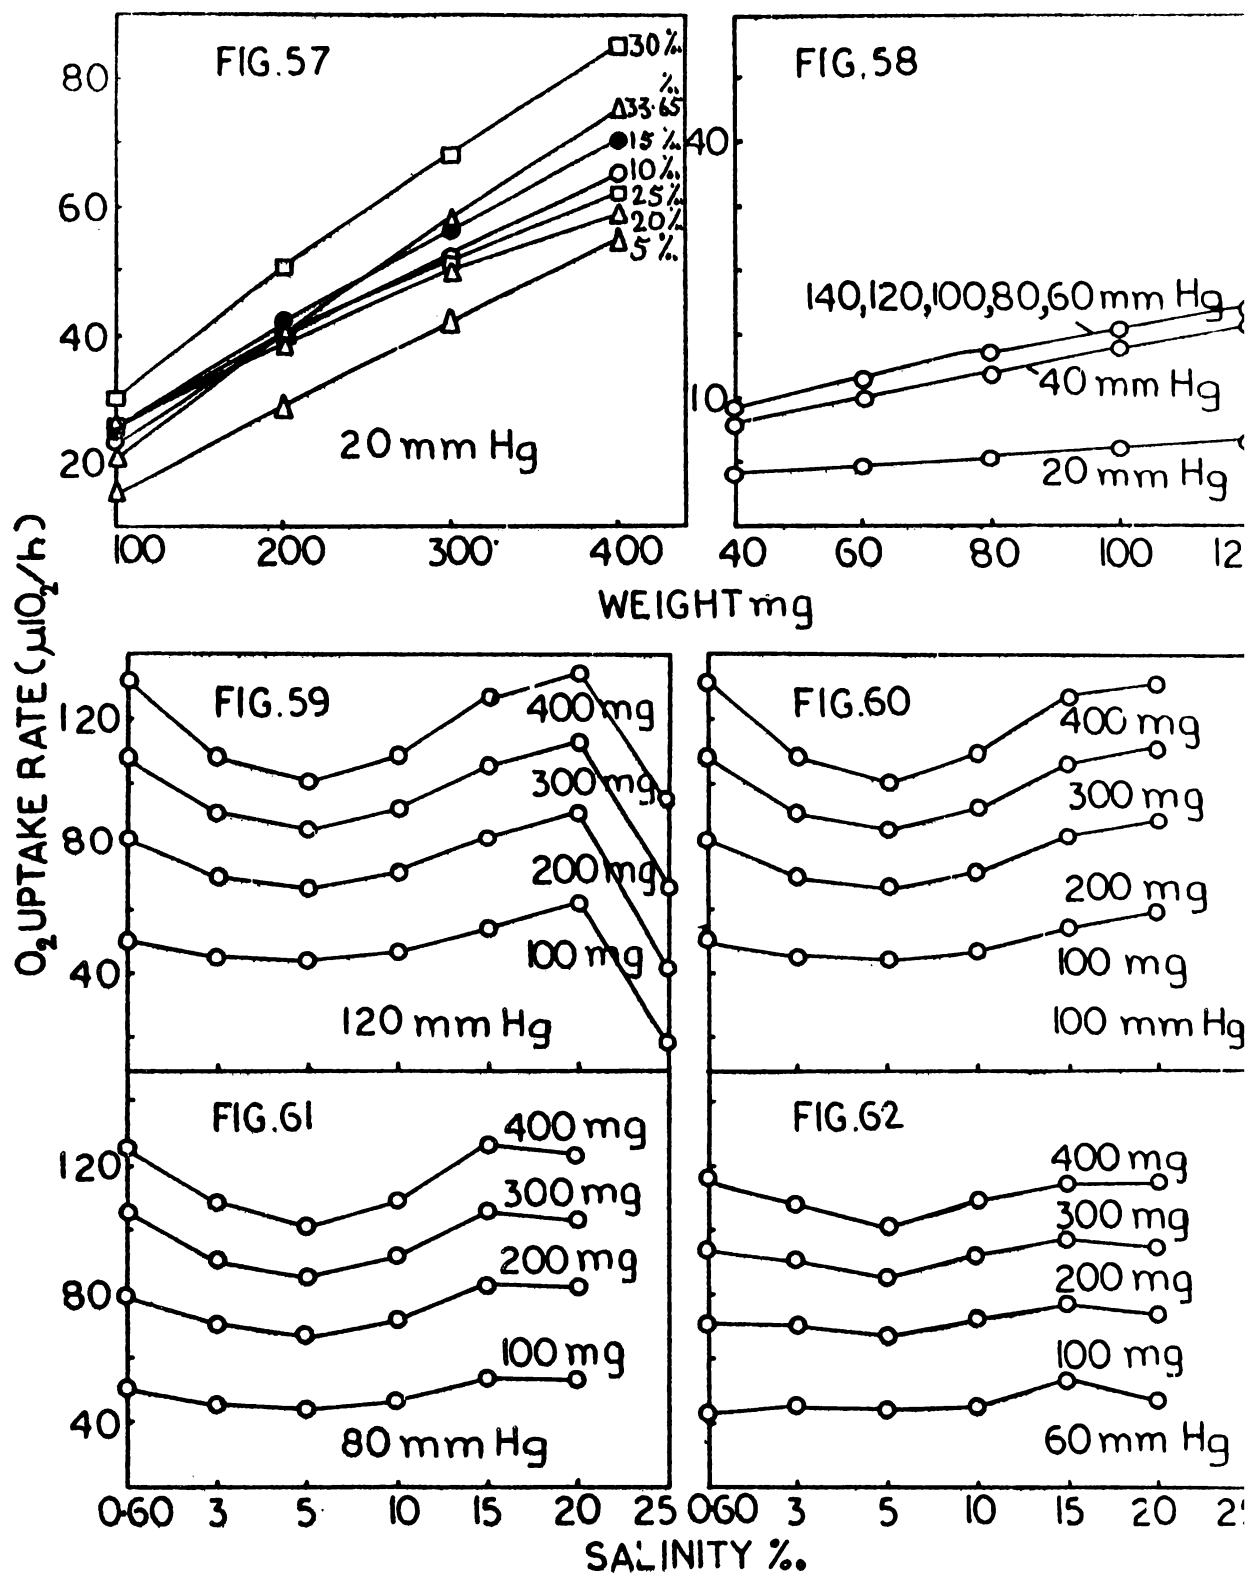 FIG.57
80
60
40
20
30‰
‰
33·65
15‰
10‰
25‰
20‰
5‰
20 mm Hg
100 200 300 400
FIG.58
40
10
140,120,100,80,60 mm Hg
40 mm Hg
20 mm Hg
40 60 80 100
WEIGHT mg
O₂ UPTAKE RATE (µlO₂/h)
FIG.59
120
80
40
400 mg
300 mg
200 mg
100 mg
120 mm Hg
FIG.60
400 mg
300 mg
200 mg
100 mg
100 mm Hg
FIG.61
120
80
40
400 mg
300 mg
200 mg
100 mg
80 mm Hg
0·60 3 5 10 15 20 25
FIG.62
400 mg
300 mg
200 mg
100 mg
60 mm Hg
0·60 3 5 10 15 20
SALINITY ‰